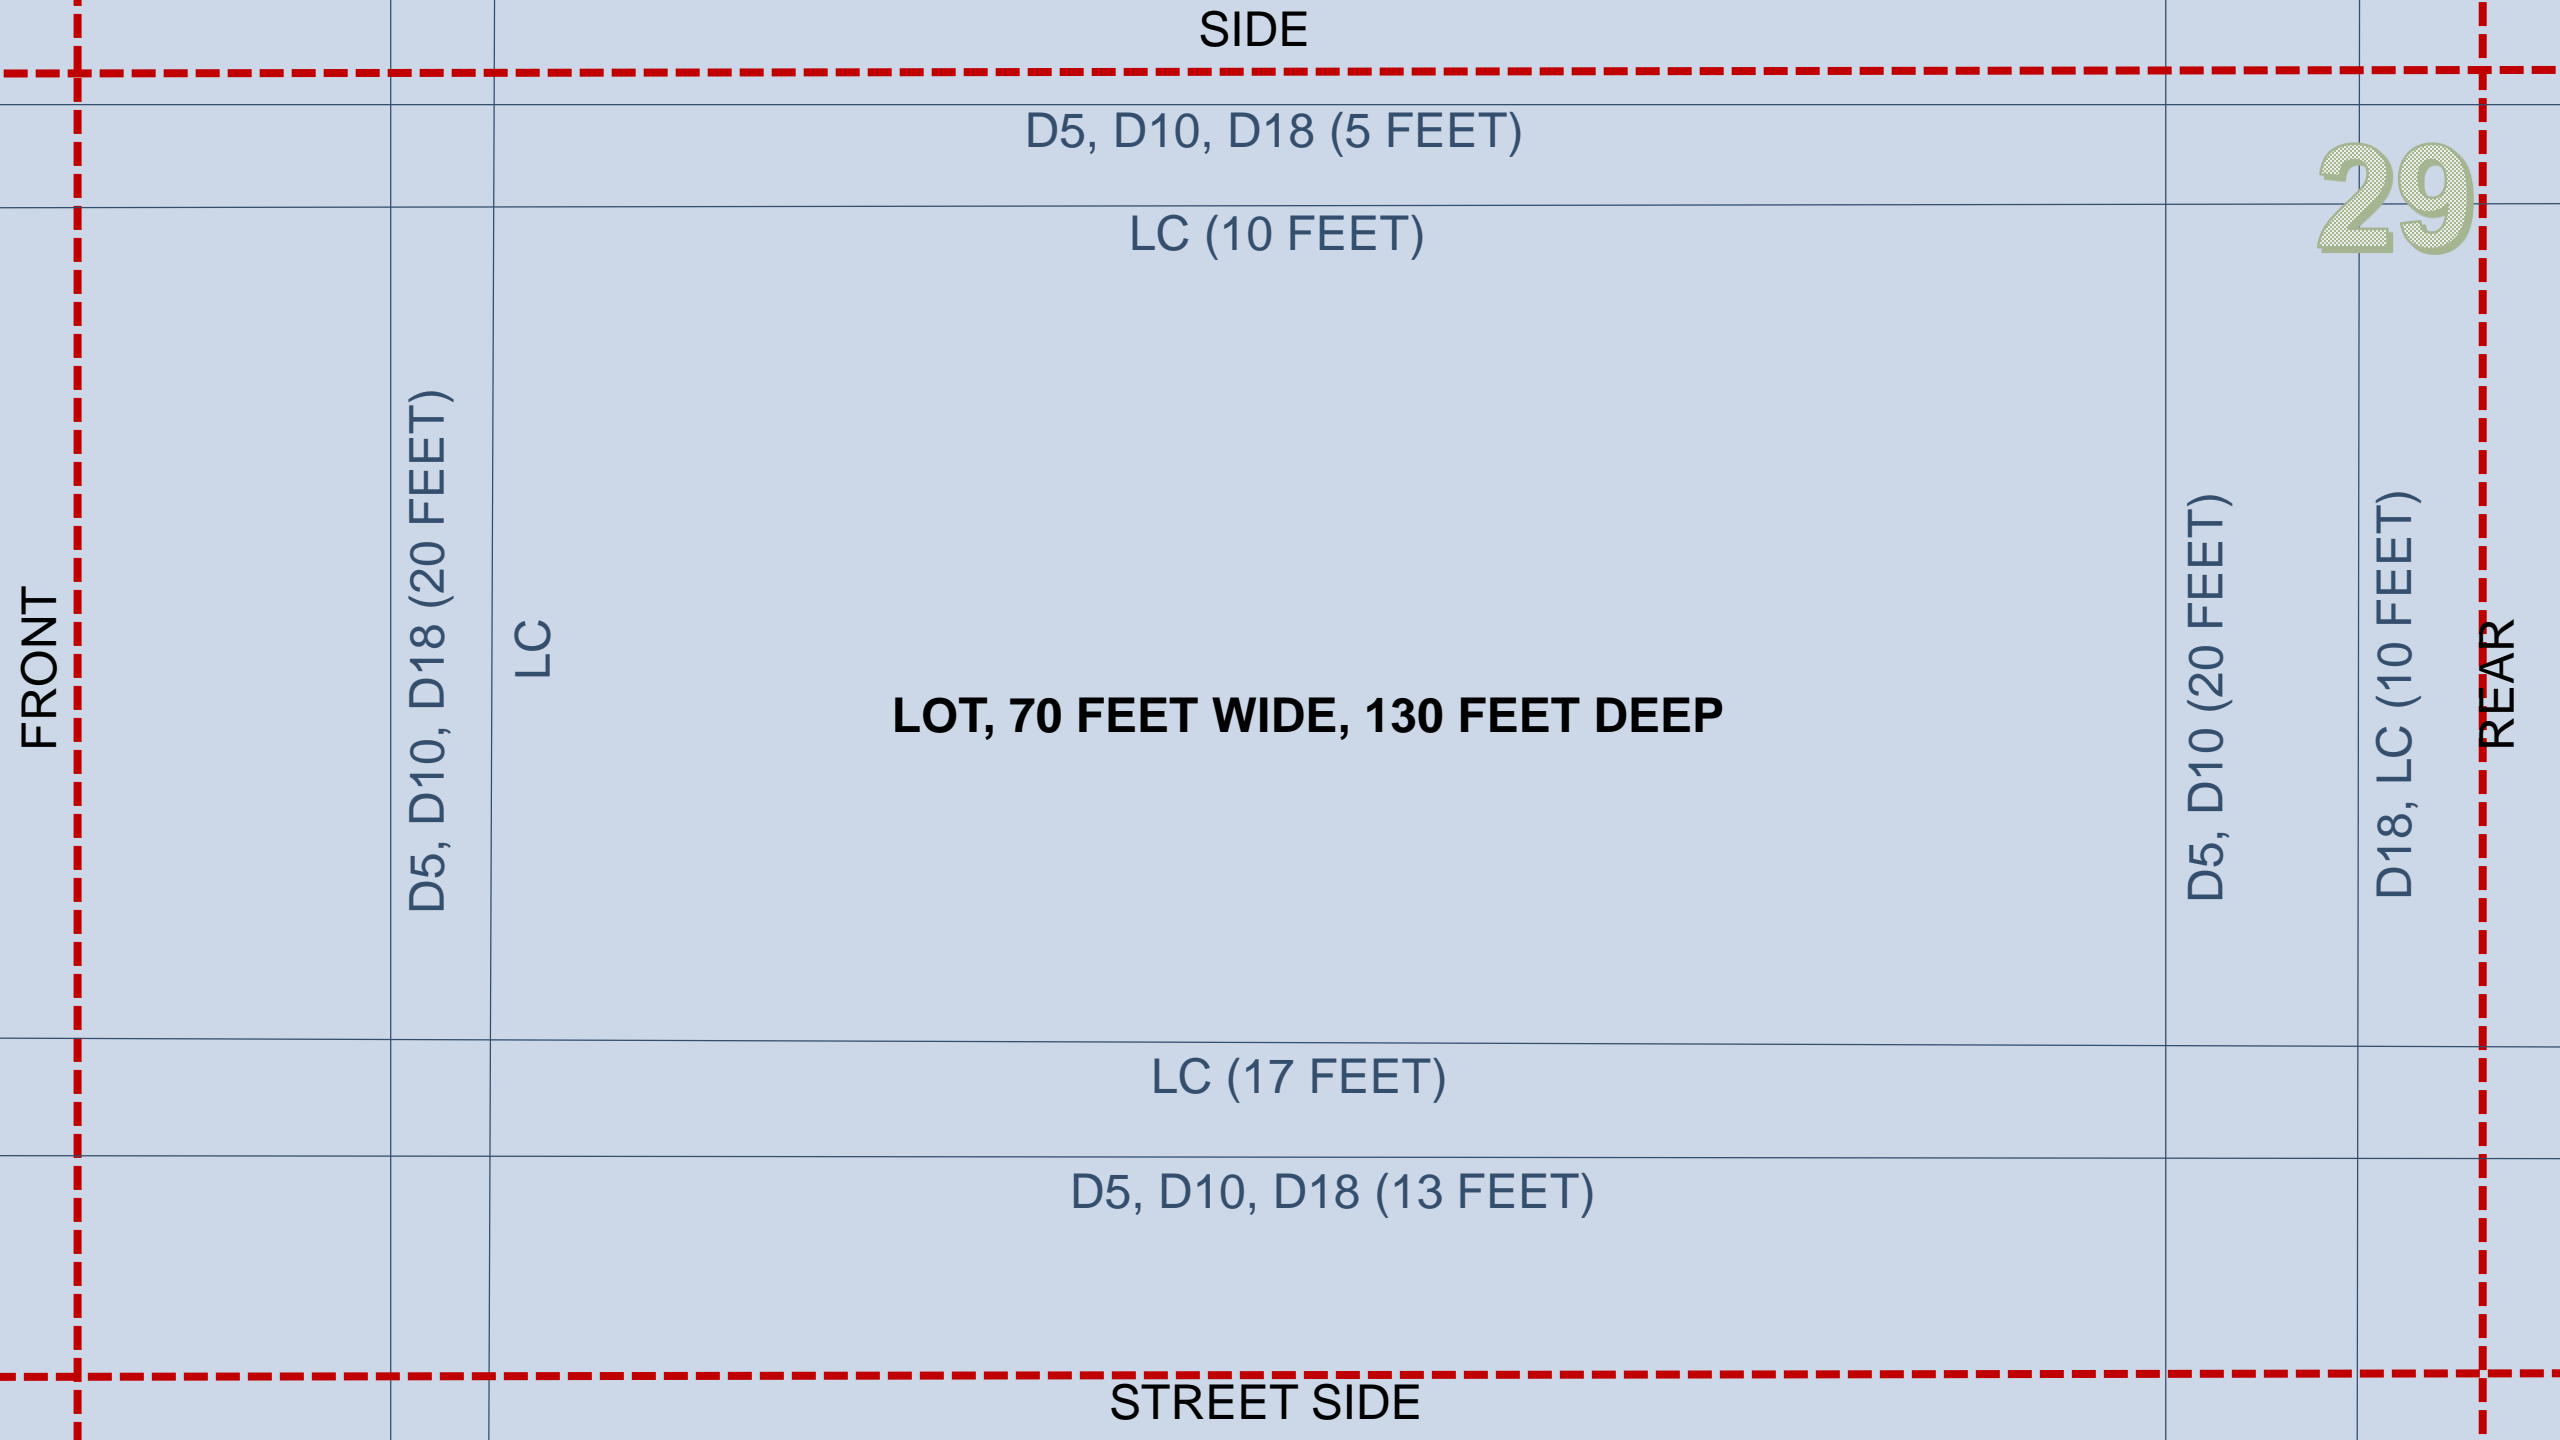 SIDE
D5, D10, D18 (5 FEET)
29
LC (10 FEET)
FRONT
D5, D10, D18 (20 FEET)
LC
LOT, 70 FEET WIDE, 130 FEET DEEP
D5, D10 (20 FEET)
D18, LC (10 FEET)
REAR
LC (17 FEET)
D5, D10, D18 (13 FEET)
STREET SIDE